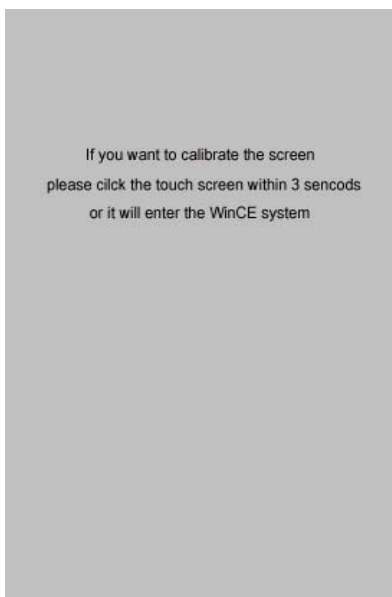 If you want to calibrate the screen
please cilck the touch screen within 3 sencods
or it will enter the WinCE system